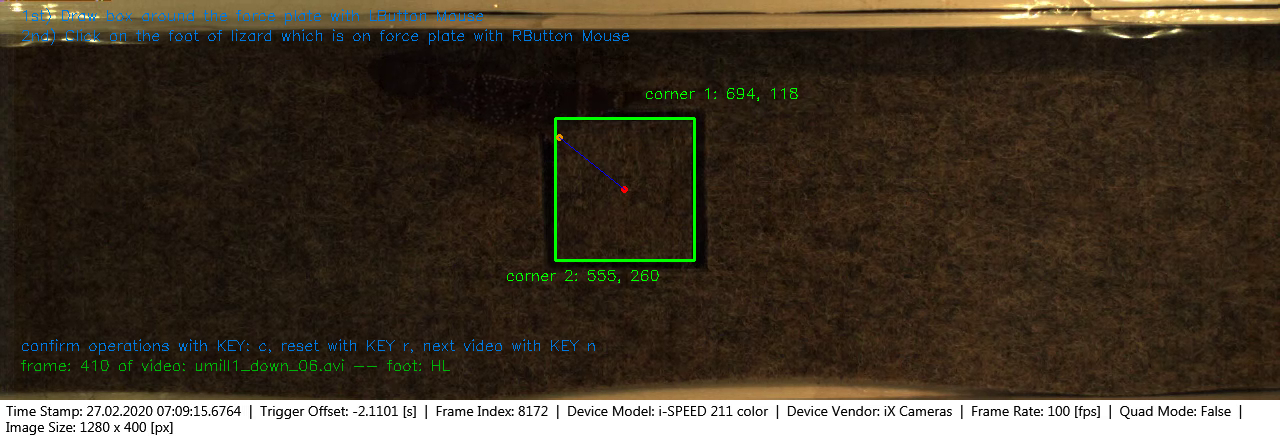 1st) Draw box around the force plate with LButton Mouse
2nd) Click on the foot of lizard which is on force plate with RButton Mouse
corner 1: 694, 118
corner 2: 555, 260
confirm operations with KEY: c, reset with KEY r, next video with KEY n
frame: 410 of video: umill1_down_06.avi -- foot: HL
Time Stamp: 27.02.2020 07:09:15.6764 | Trigger Offset: -2.1101 [s] | Frame Index: 8172 | Device Model: i-SPEED 211 color | Device Vendor: iX Cameras | Frame Rate: 100 [fps] | Quad Mode: False |
Image Size: 1280 x 400 [px]